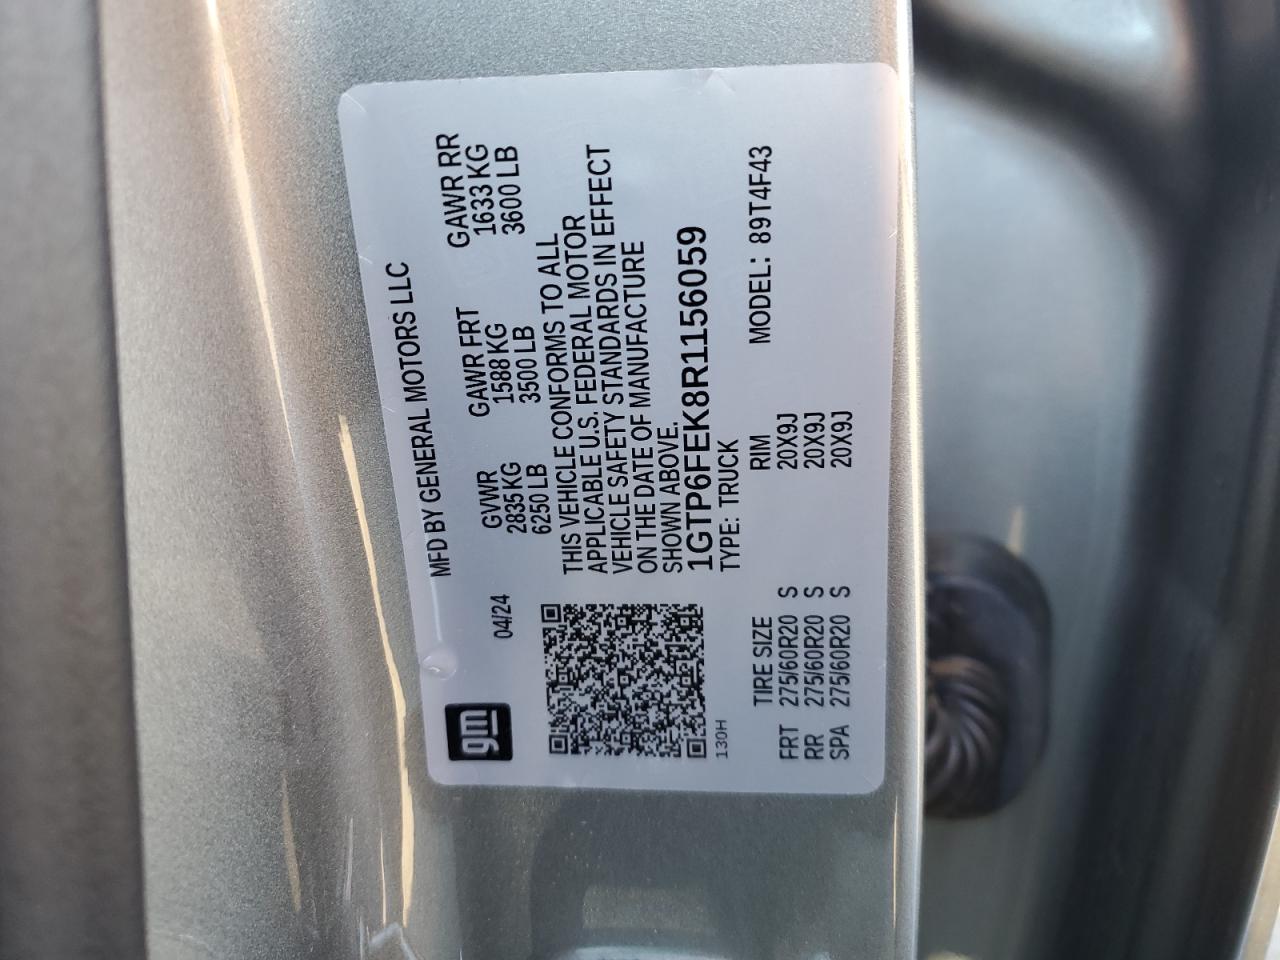 gm
04/24
MFD BY GENERAL MOTORS LLC
GVWR GAWR FRT GAWR RR
2835 KG 1588 KG 1633 KG
6250 LB 3500 LB 3600 LB
THIS VEHICLE CONFORMS TO ALL
APPLICABLE U.S. FEDERAL MOTOR
VEHICLE SAFETY STANDARDS IN EFFECT
ON THE DATE OF MANUFACTURE
SHOWN ABOVE.
1GTP6FEK8R1156059
TYPE: TRUCK
130H
MODEL: 89T4F43
TIRE SIZE RIM
FRT 275/60R20 S 20X9J
RR 275/60R20 S 20X9J
SPA 275/60R20 S 20X9J